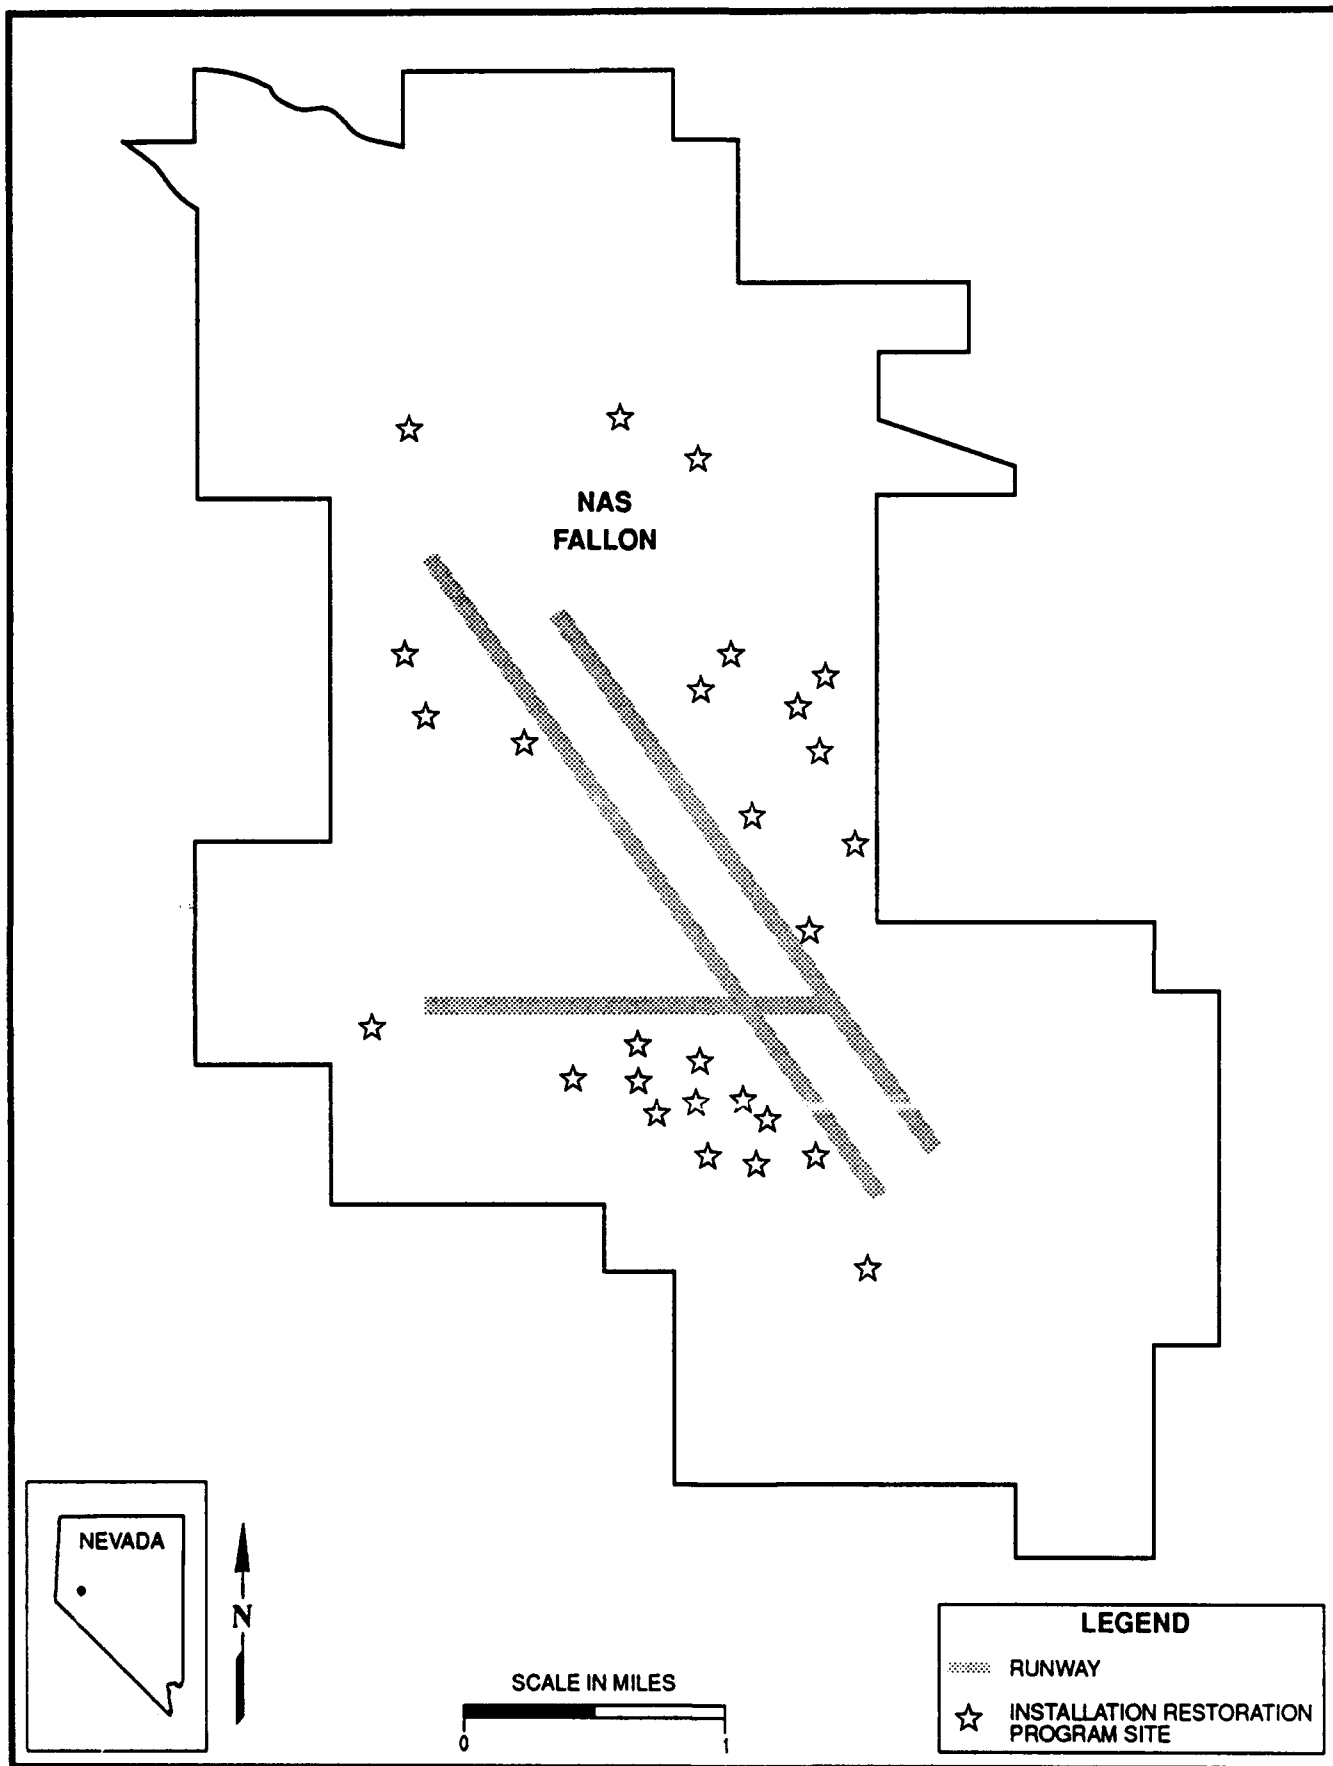 NAS
FALLON
NEVADA
N
SCALE IN MILES
0 1
LEGEND
RUNWAY
INSTALLATION RESTORATION
PROGRAM SITE